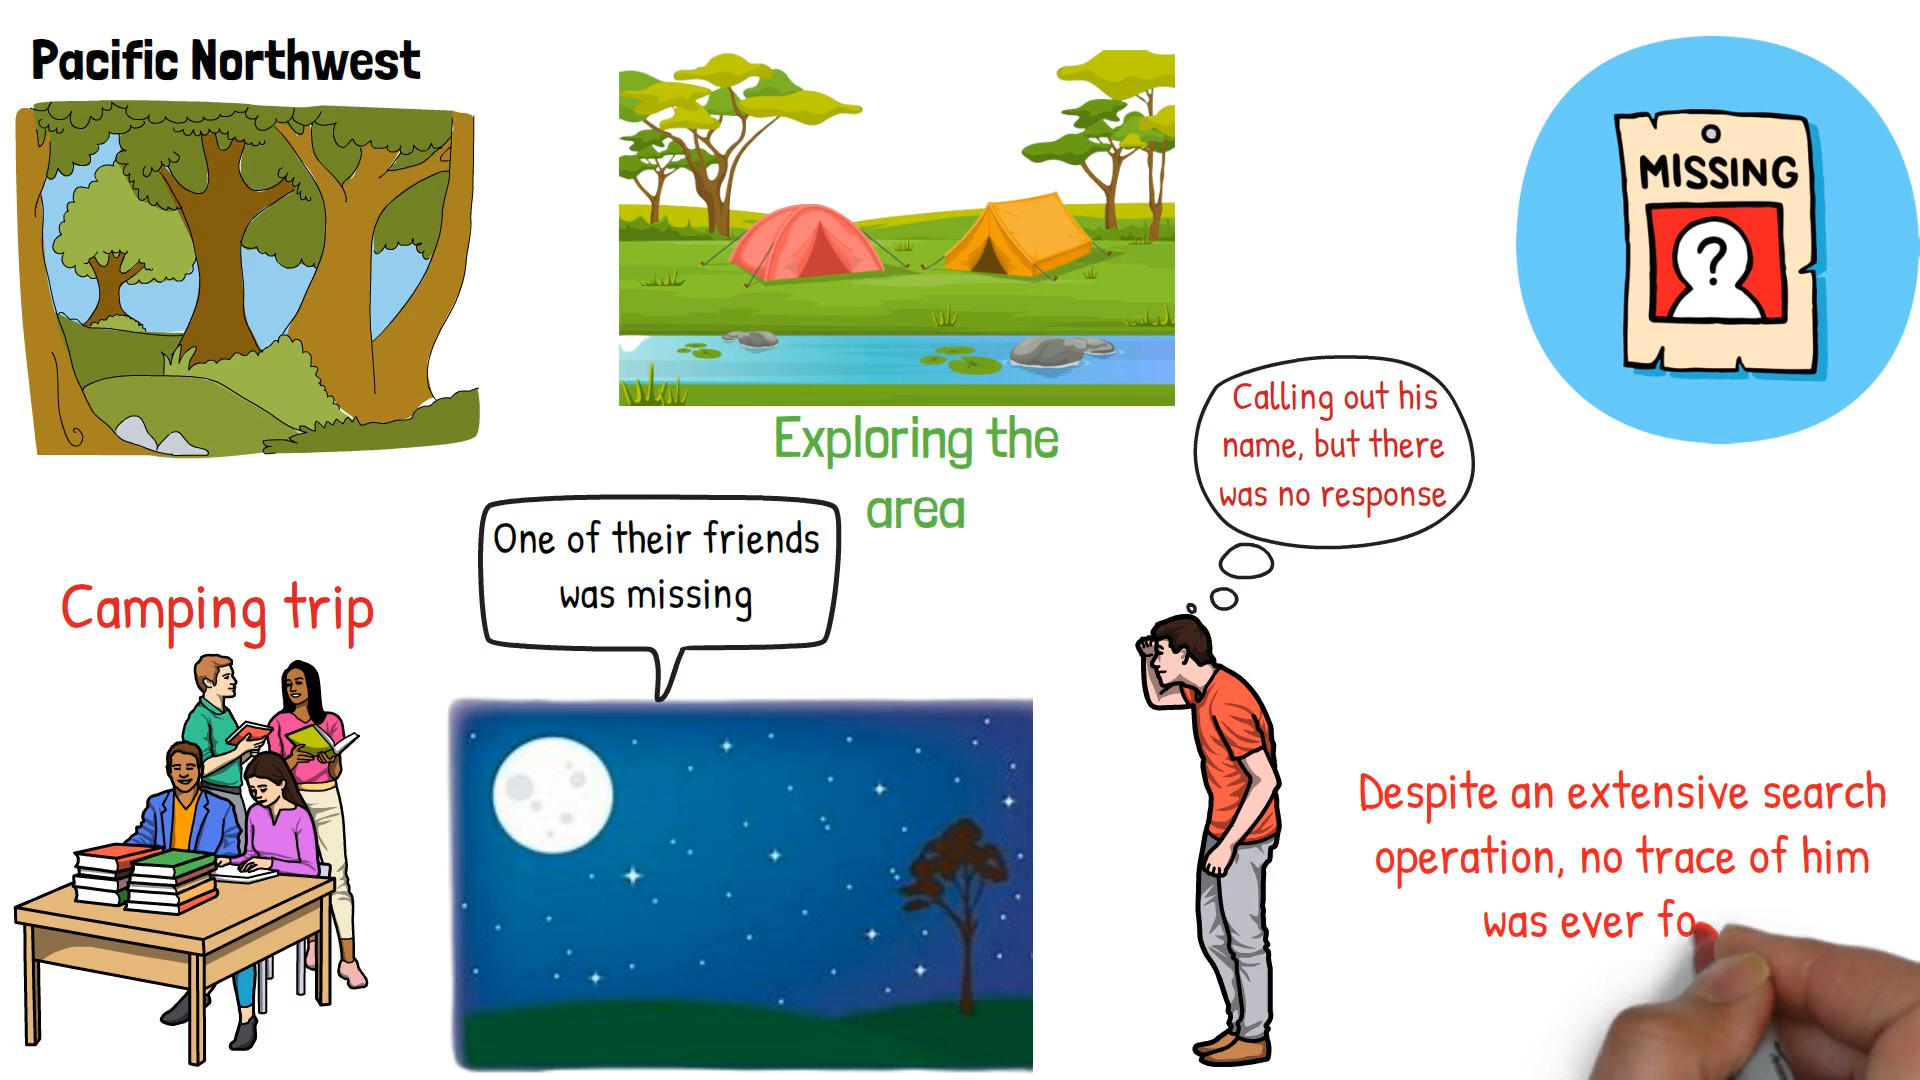 Pacific Northwest
MISSING
?
Exploring the
area
Calling out his
name, but there
was no response
One of their friends
was missing
Camping trip
Despite an extensive search
operation, no trace of him
was ever fo